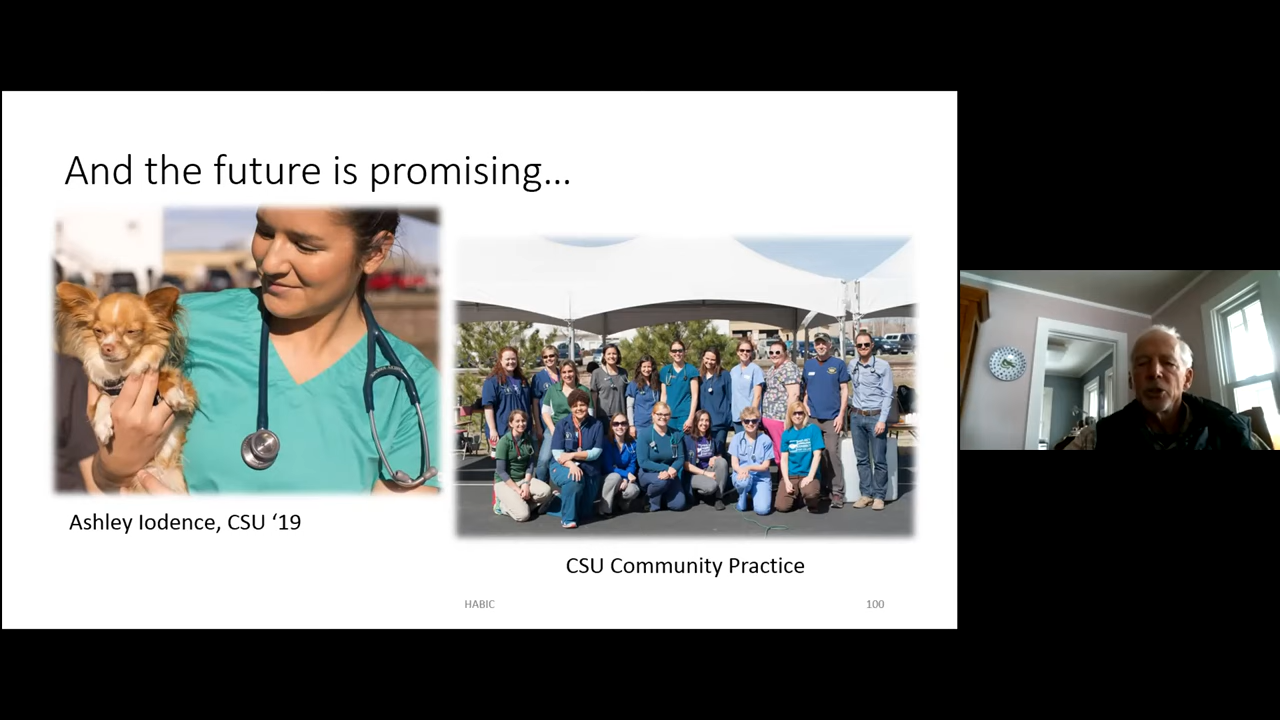 And the future is promising…
Ashley Iodence, CSU ‘19
CSU Community Practice
HABIC
100